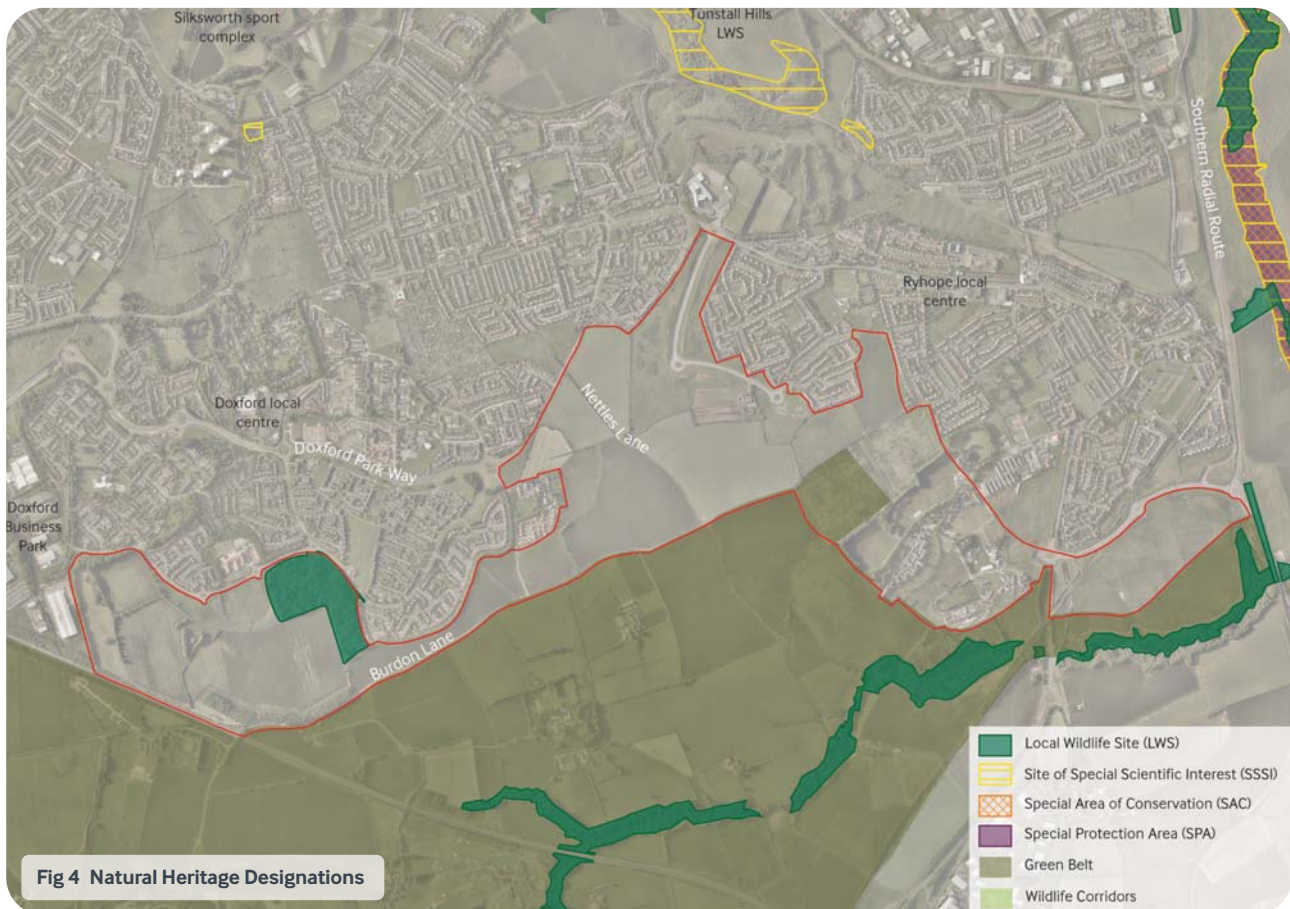 Silksworth sport
complex
Tunstall Hills
LWS
Southern Radial Route
Ryhope local
centre
Nettles Lane
Doxford local
centre
Doxford Park Way
Doxford
Business
Park
Burdon Lane
Local Wildlife Site (LWS)
Site of Special Scientific Interest (SSSI)
Special Area of Conservation (SAC)
Special Protection Area (SPA)
Green Belt
Wildlife Corridors
Fig 4 Natural Heritage Designations